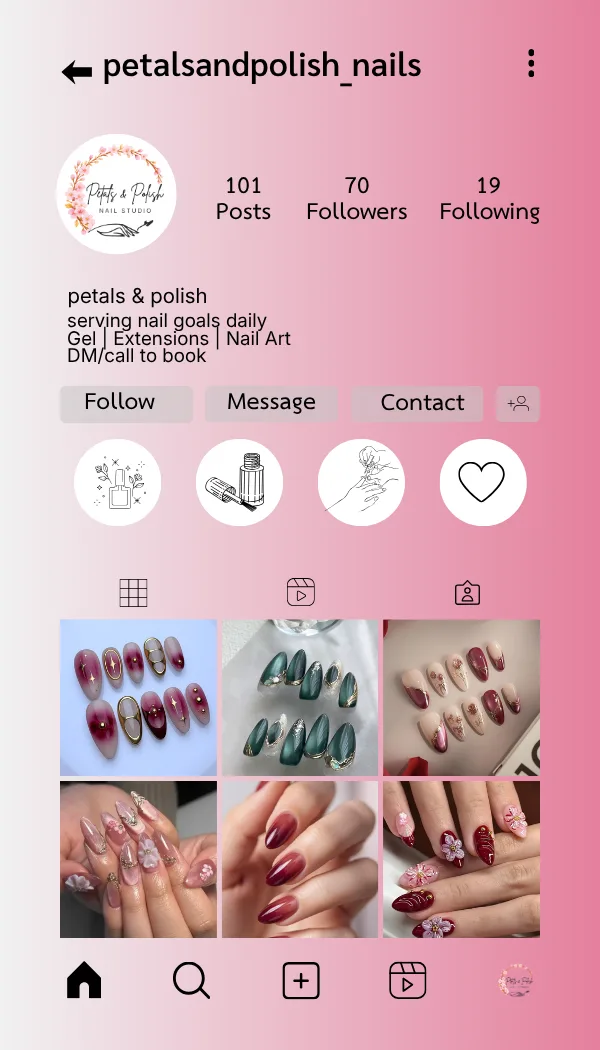 petalsandpolish_nails
Petals & Polish
NAIL STUDIO
101
Posts
70
Followers
19
Following
petals & polish
serving nail goals daily
Gel | Extensions | Nail Art
DM/call to book
Follow
Message
Contact